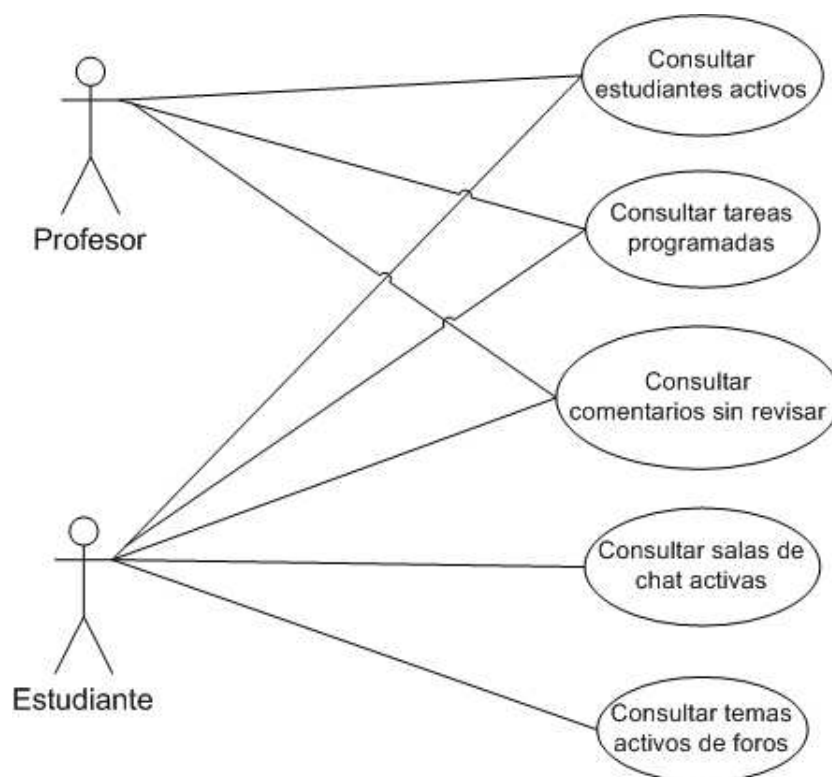 Consultar
estudiantes activos
Profesor
Consultar tareas
programadas
Consultar
comentarios sin revisar
Consultar salas de
chat activas
Estudiante
Consultar temas
activos de foros